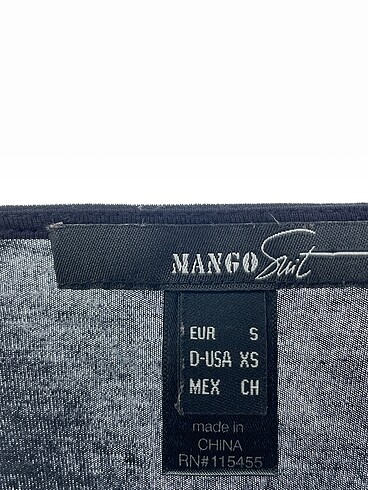 MANGO Suit
EUR S
D-USA XS
MEX CH
made in
CHINA
RN#115455